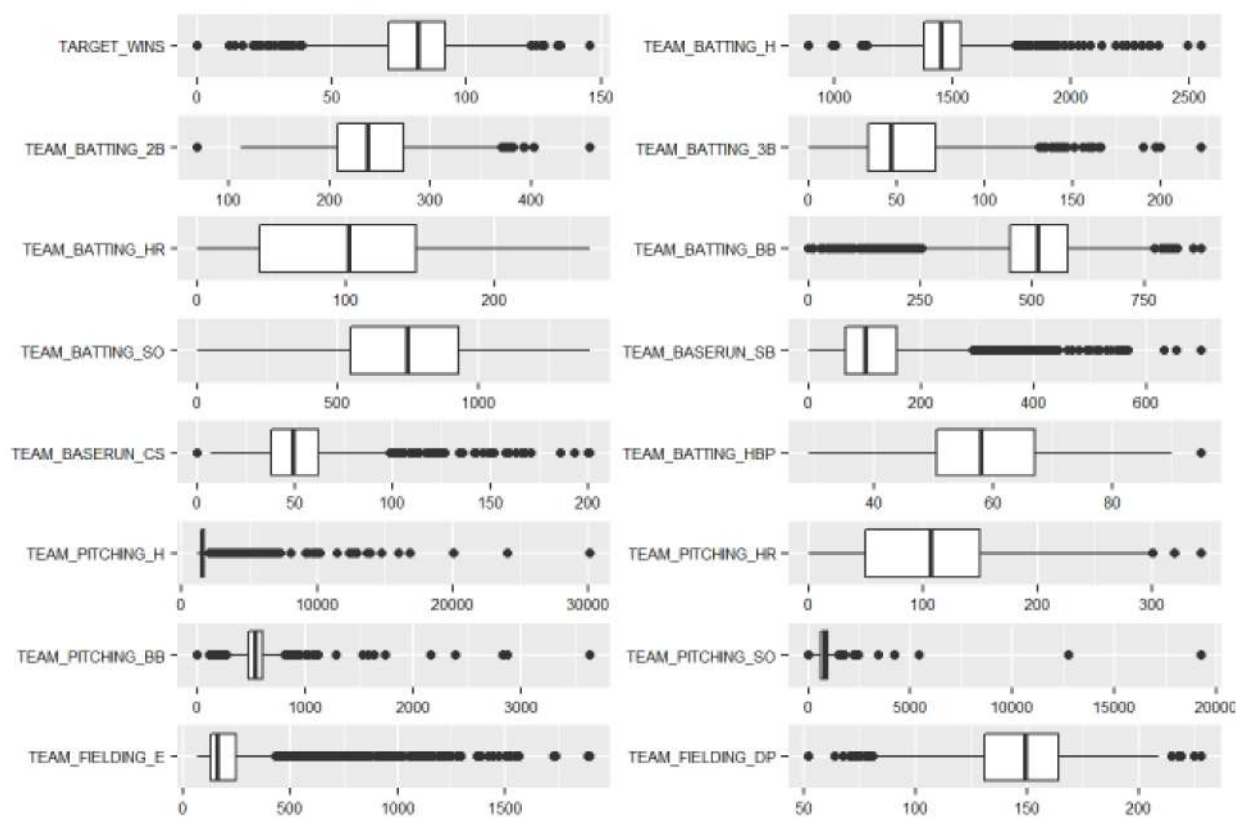 TARGET_WINS
0 50 100 150
TEAM_BATTING_H
1000 1500 2000 2500
TEAM_BATTING_2B
100 200 300 400
TEAM_BATTING_3B
0 50 100 150 200
TEAM_BATTING_HR
0 100 200
TEAM_BATTING_BB
0 250 500 750
TEAM_BATTING_SO
0 500 1000
TEAM_BASERUN_SB
0 200 400 600
TEAM_BASERUN_CS
0 50 100 150 200
TEAM_BATTING_HBP
40 60 80
TEAM_PITCHING_H
0 10000 20000 30000
TEAM_PITCHING_HR
0 100 200 300
TEAM_PITCHING_BB
0 1000 2000 3000
TEAM_PITCHING_SO
0 5000 10000 15000 20000
TEAM_FIELDING_E
0 500 1000 1500
TEAM_FIELDING_DP
50 100 150 200